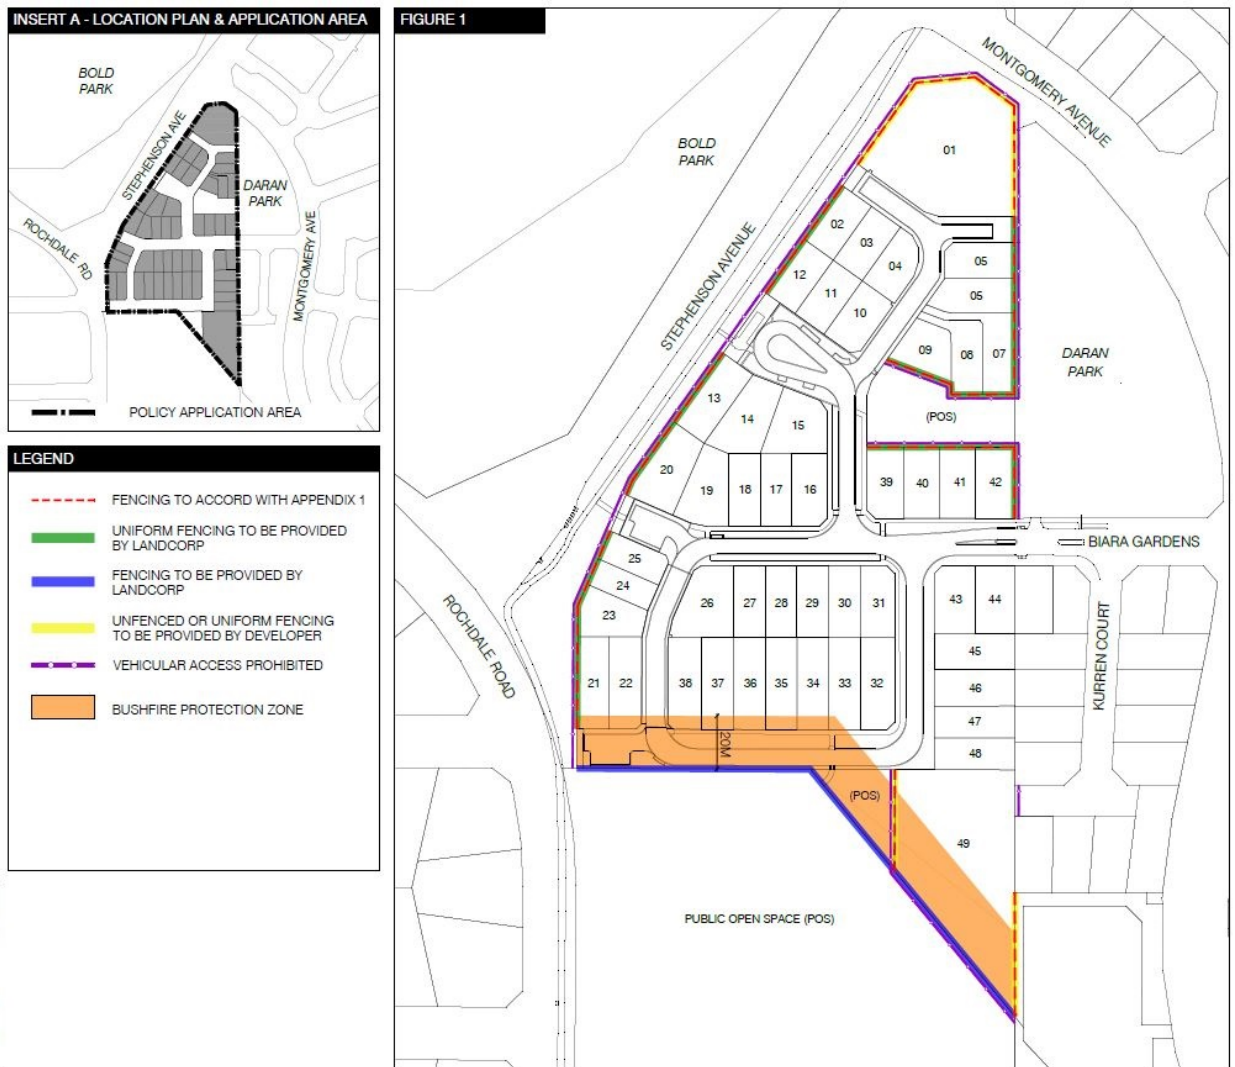 INSERT A - LOCATION PLAN & APPLICATION AREA
BOLD
PARK
STEPHENSON AVE
DARAN
PARK
ROCHDALE RD
MONTGOMERY AVE
POLICY APPLICATION AREA
LEGEND
FENCING TO ACCORD WITH APPENDIX 1
UNIFORM FENCING TO BE PROVIDED
BY LANDCORP
FENCING TO BE PROVIDED BY
LANDCORP
UNFENCED OR UNIFORM FENCING
TO BE PROVIDED BY DEVELOPER
VEHICULAR ACCESS PROHIBITED
BUSHFIRE PROTECTION ZONE
FIGURE 1
MONTGOMERY AVENUE
BOLD
PARK
01
STEPHENSON AVENUE
02
03
04
05
12
11
10
05
09
08
07
DARAN
PARK
13
14
15
(POS)
20
19
18
17
16
39
40
41
42
BIARA GARDENS
25
24
23
26
27
28
29
30
31
43
44
ROCHDALE ROAD
KURREN COURT
45
21
22
38
37
36
35
34
33
32
46
47
48
20M
(POS)
49
PUBLIC OPEN SPACE (POS)